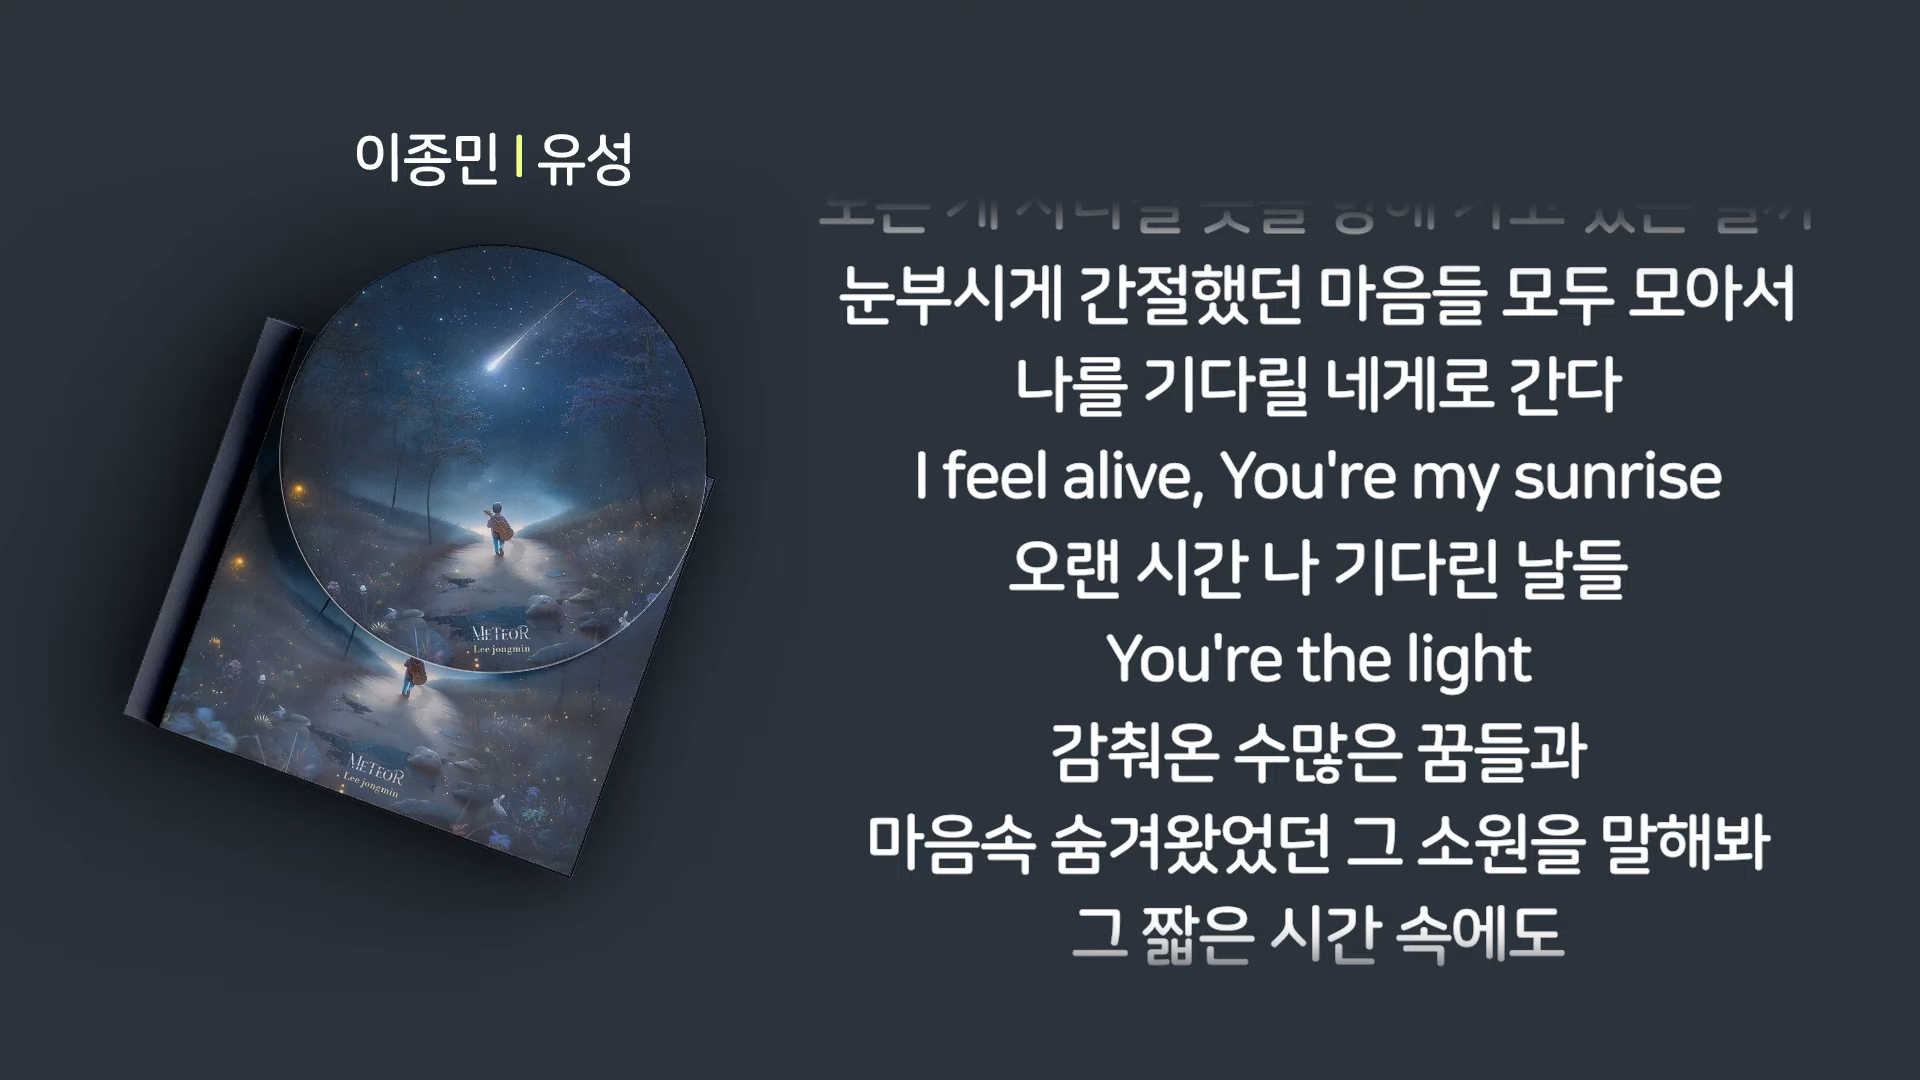 이종민 | 유성
눈부시게 간절했던 마음들 모두 모아서
나를 기다릴 네게로 간다
I feel alive, You're my sunrise
오랜 시간 나 기다린 날들
You're the light
감춰온 수많은 꿈들과
마음속 숨겨왔었던 그 소원을 말해봐
그 짧은 시간 속에도
METEOR
Lee jongmin
METEOR
Lee jongmin